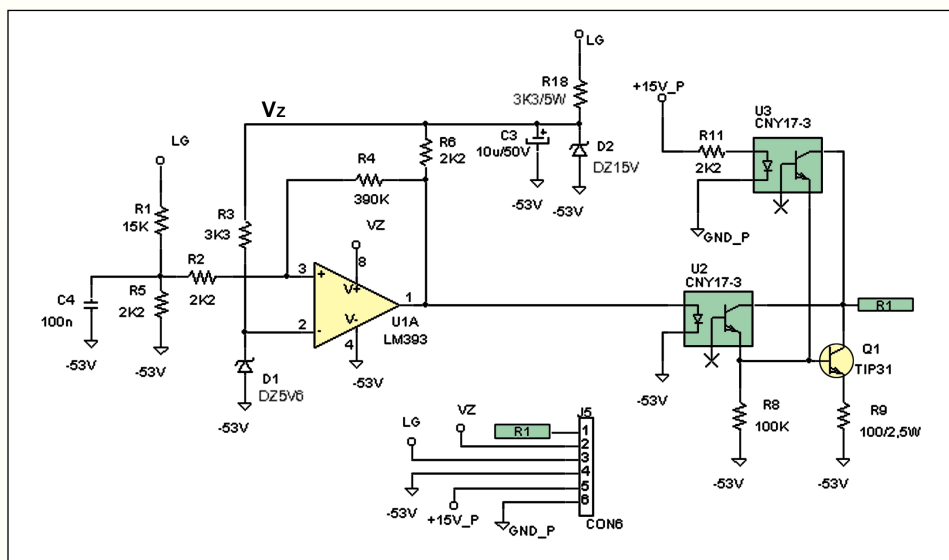 LG
R18
3K3/5W
+15V_P
U3
CNY17-3
VZ
C3
10u/50V
R6
2K2
D2
DZ15V
R11
2K2
LG
R4
390K
-53V
-53V
R1
15K
R3
3K3
VZ
GND_P
R2
2K2
3
+
8
V+
1
U2
CNY17-3
R1
C4
100n
R5
2K2
2
-
V-
4
U1A
LM393
Q1
TIP31
-53V
-53V
D1
DZ5V6
-53V
-53V
-53V
R8
100K
R9
100/2,5W
LG
VZ
R1
J5
1
2
3
4
5
6
-53V
+15V_P
GND_P
CON6
-53V
-53V